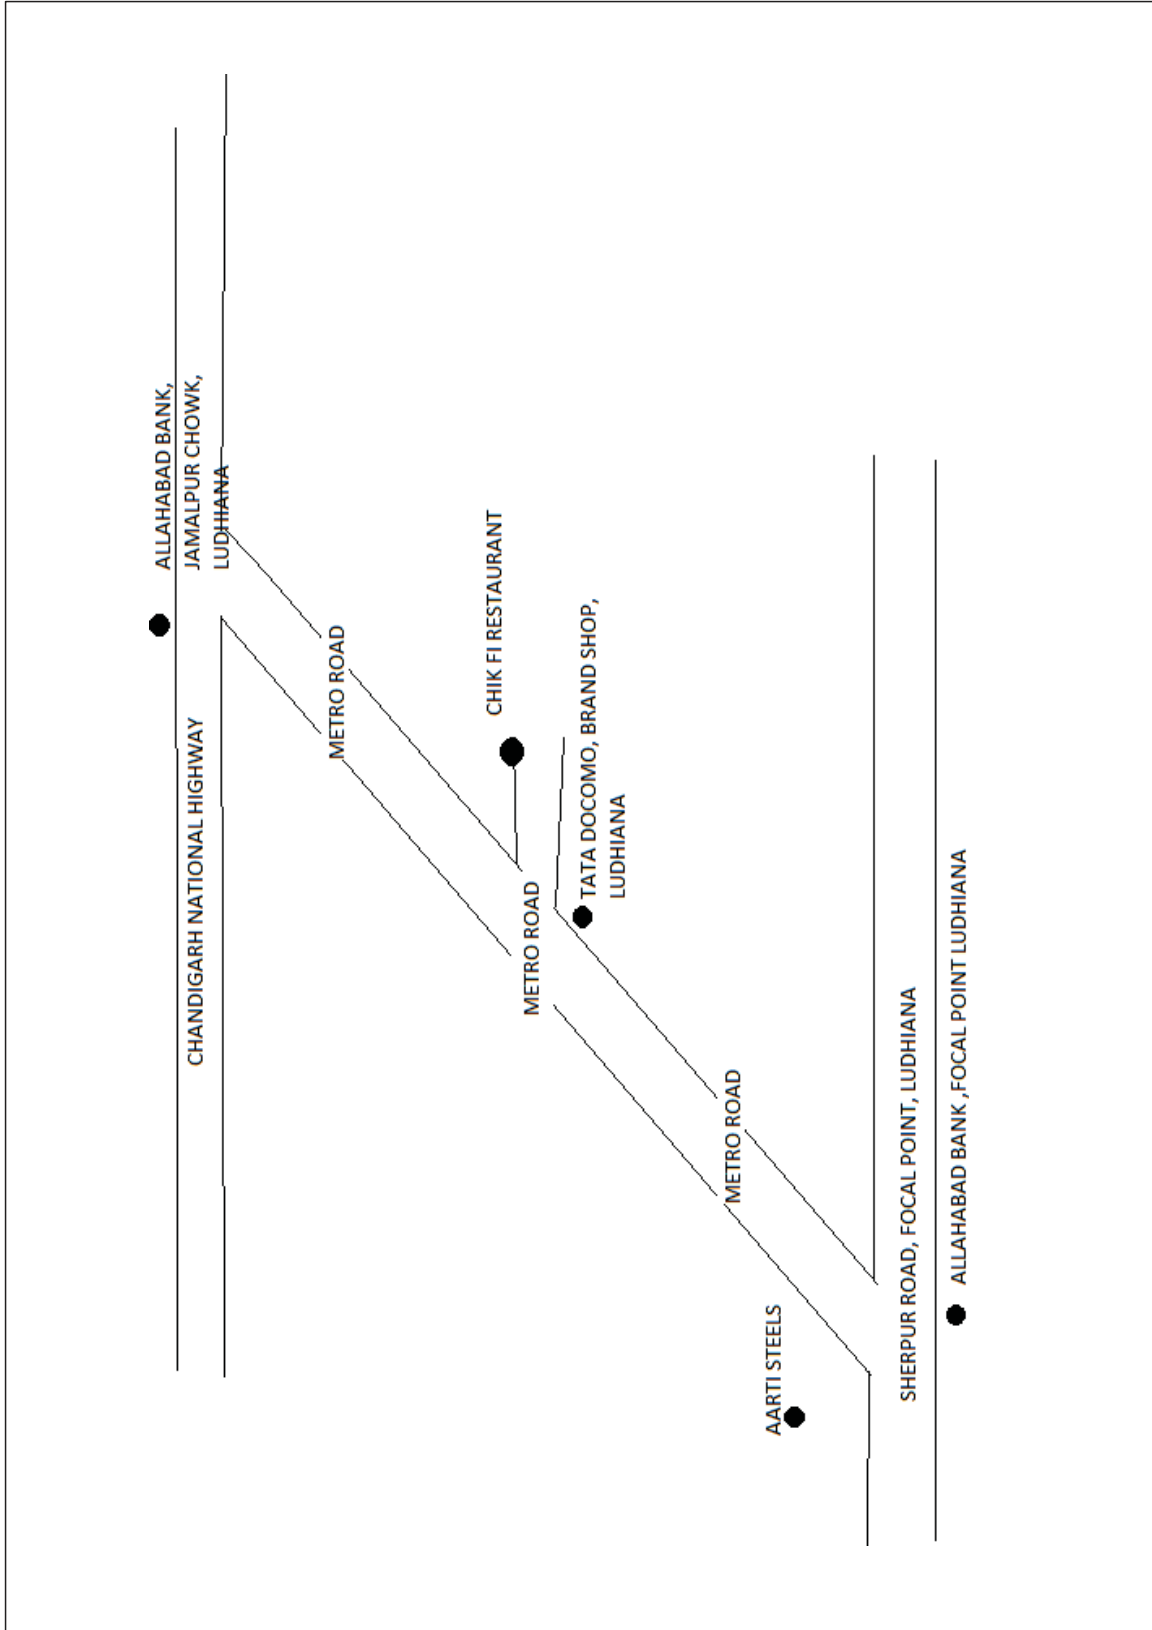 ALLAHABAD BANK,
JAMALPUR CHOWK,
LUDHIANA
CHANDIGARH NATIONAL HIGHWAY
METRO ROAD
CHIK FI RESTAURANT
METRO ROAD
TATA DOCOMO, BRAND SHOP,
LUDHIANA
METRO ROAD
AARTI STEELS
SHERPUR ROAD, FOCAL POINT, LUDHIANA
ALLAHABAD BANK ,FOCAL POINT LUDHIANA